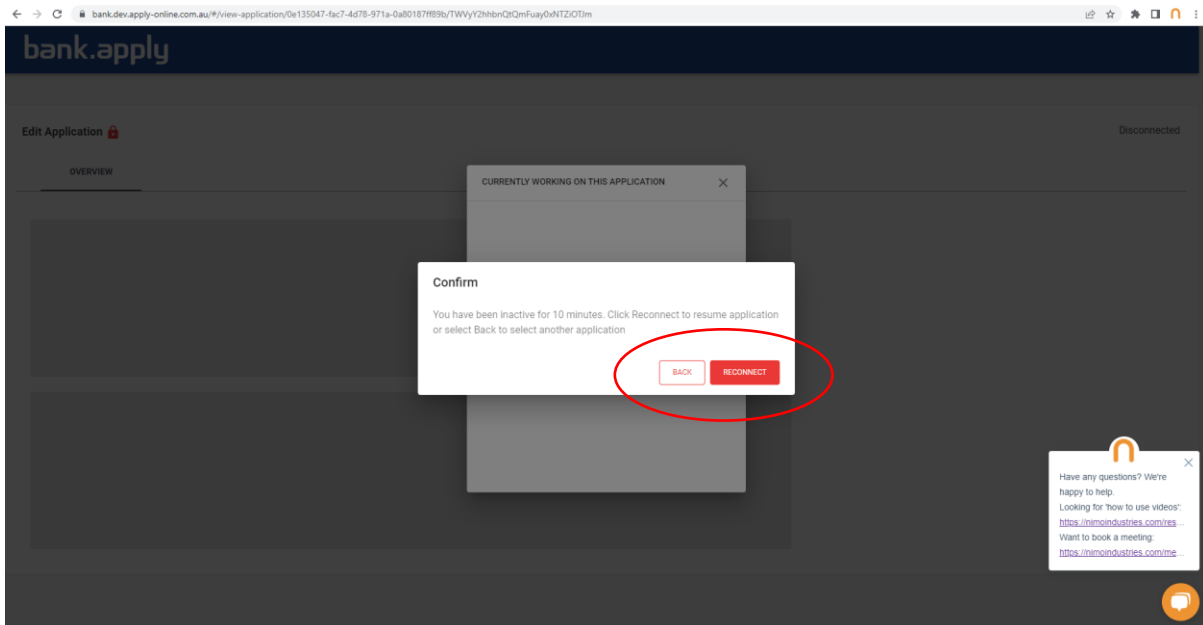 bank.dev.apply-online.com.au/#/view-application/0e135047-fac7-4d78-971a-0a80187ff89b/TWVyY2hhbnQtQmFuay0xNTZiOTJm
bank.apply
Edit Application
Disconnected
OVERVIEW
CURRENTLY WORKING ON THIS APPLICATION
Confirm
You have been inactive for 10 minutes. Click Reconnect to resume application
or select Back to select another application
BACK RECONNECT
Have any questions? We're
happy to help.
Looking for 'how to use videos':
https://nimoindustries.com/res...
Want to book a meeting:
https://nimoindustries.com/me...